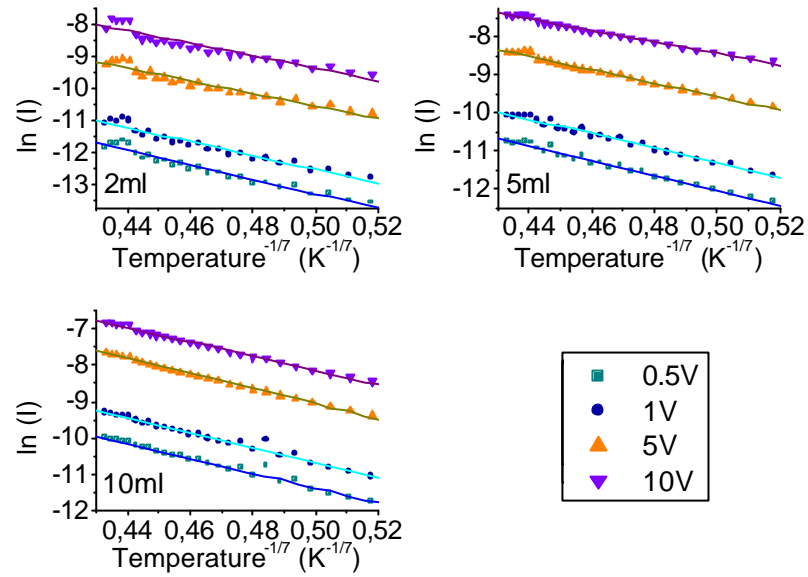 ln (I)
-8
-9
-10
-11
-12
-13
2ml
0,44 0,46 0,48 0,50 0,52
Temperature^-1/7 (K^-1/7)
ln (I)
-8
-9
-10
-11
-12
5ml
0,44 0,46 0,48 0,50 0,52
Temperature^-1/7 (K^-1/7)
ln (I)
-7
-8
-9
-10
-11
-12
10ml
0,44 0,46 0,48 0,50 0,52
Temperature^-1/7 (K^-1/7)
0.5V
1V
5V
10V